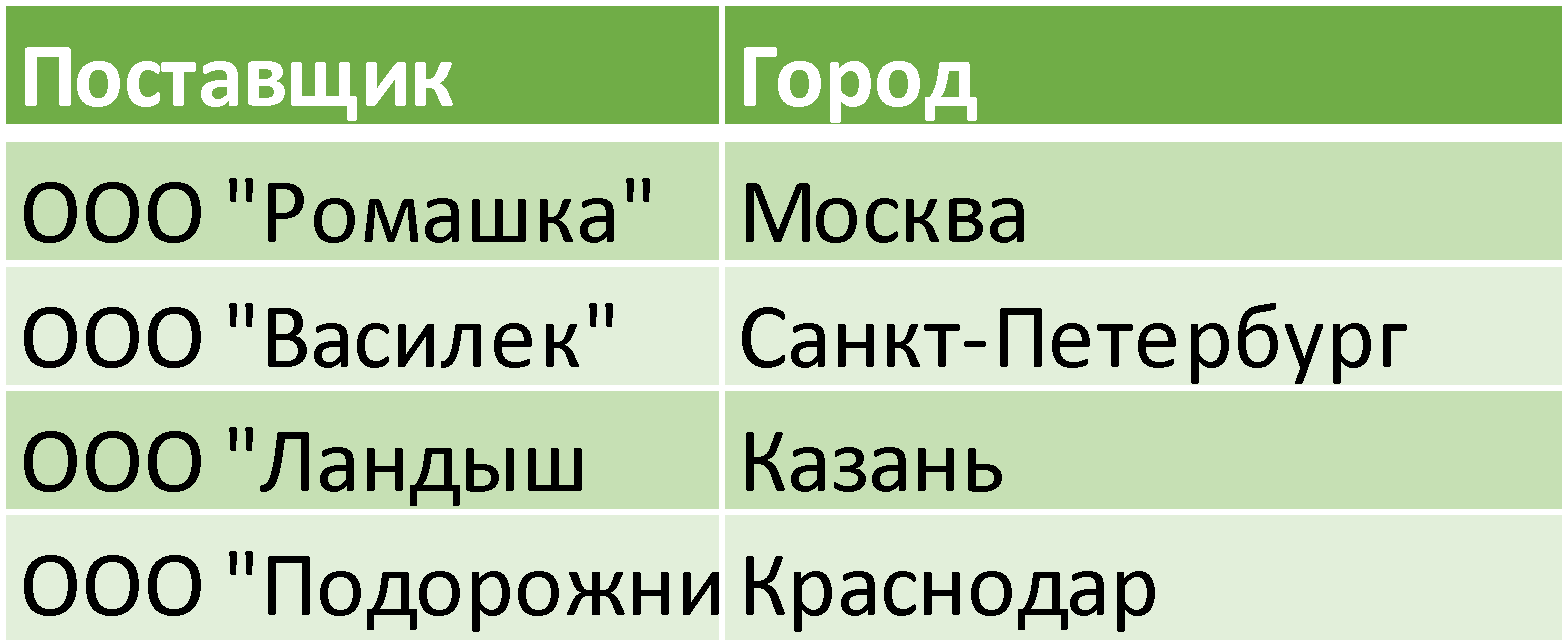 Поставщик Город
ООО "Ромашка" Москва
ООО "Василек" Санкт-Петербург
ООО "Ландыш Казань
ООО "Подорожни Краснодар